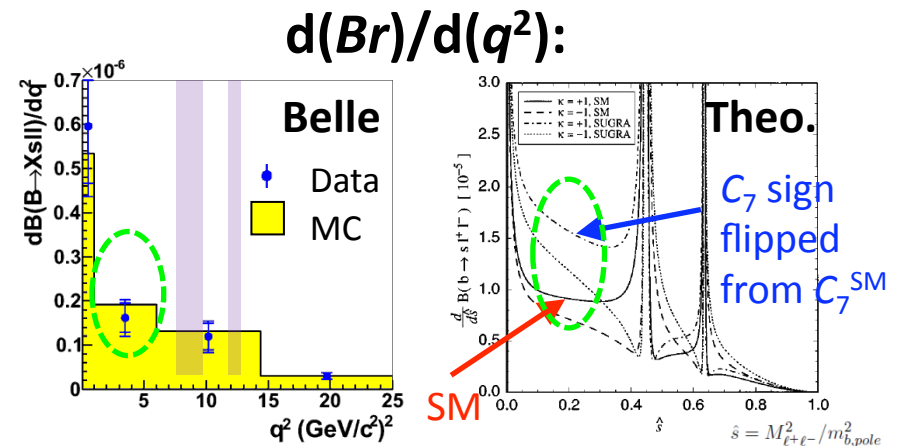 d(Br)/d(q²):
×10⁻⁶
0.7
0.6
0.5
0.4
0.3
0.2
0.1
0
5
10
15
20
25
dB(B→Xsll)/dq²
q² (GeV/c²)²
Belle
Data
MC
3.0
2.5
2.0
1.5
1.0
0.5
0.0
0.0
0.2
0.4
0.6
0.8
1.0
d/dŝ B(b → s l⁺ l⁻) [10⁻⁵]
ŝ
κ = +1, SM
κ = −1, SM
κ = +1, SUGRA
κ = −1, SUGRA
Theo.
C₇ sign
flipped
from C₇ˢᴹ
SM
ŝ = M²ℓ⁺ℓ⁻/m²b,pole